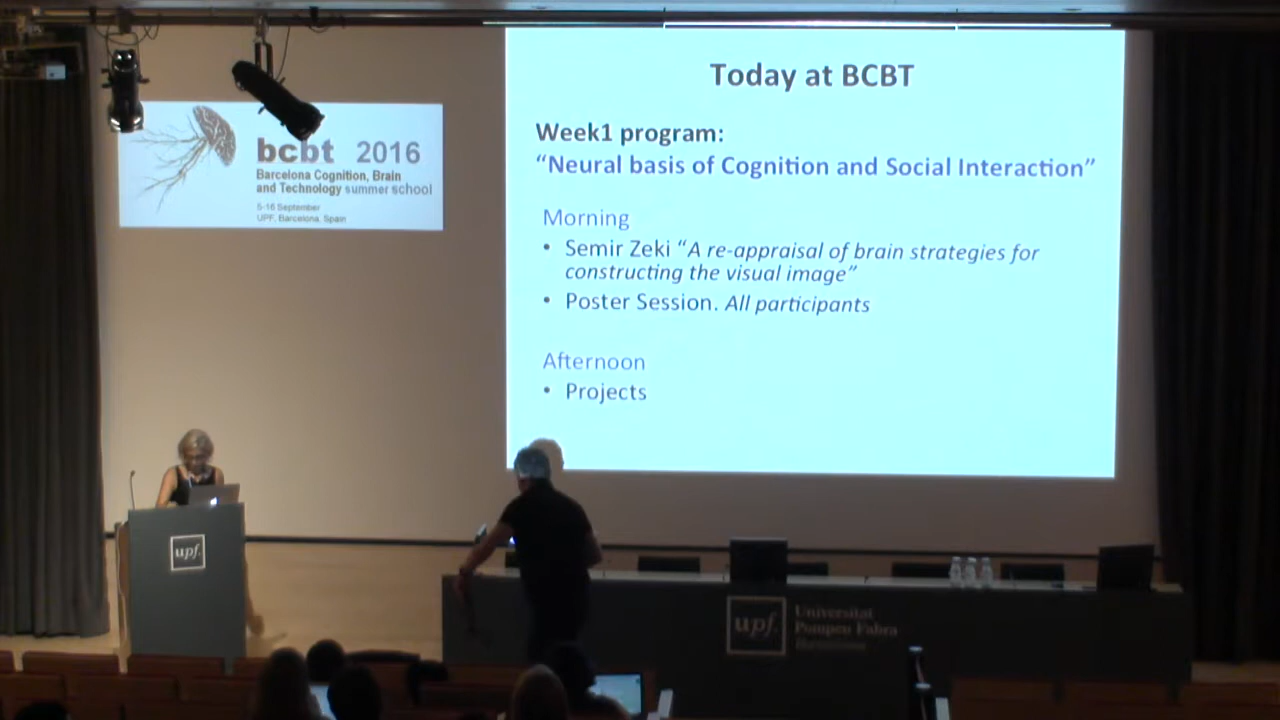 bcbt 2016
Barcelona Cognition, Brain
and Technology summer school
5-16 September
UPF, Barcelona, Spain
Today at BCBT
Week1 program:
“Neural basis of Cognition and Social Interaction”
Morning
• Semir Zeki “A re-appraisal of brain strategies for
constructing the visual image”
• Poster Session. All participants
Afternoon
• Projects
upf.
upf.
Universitat
Pompeu Fabra
Barcelona